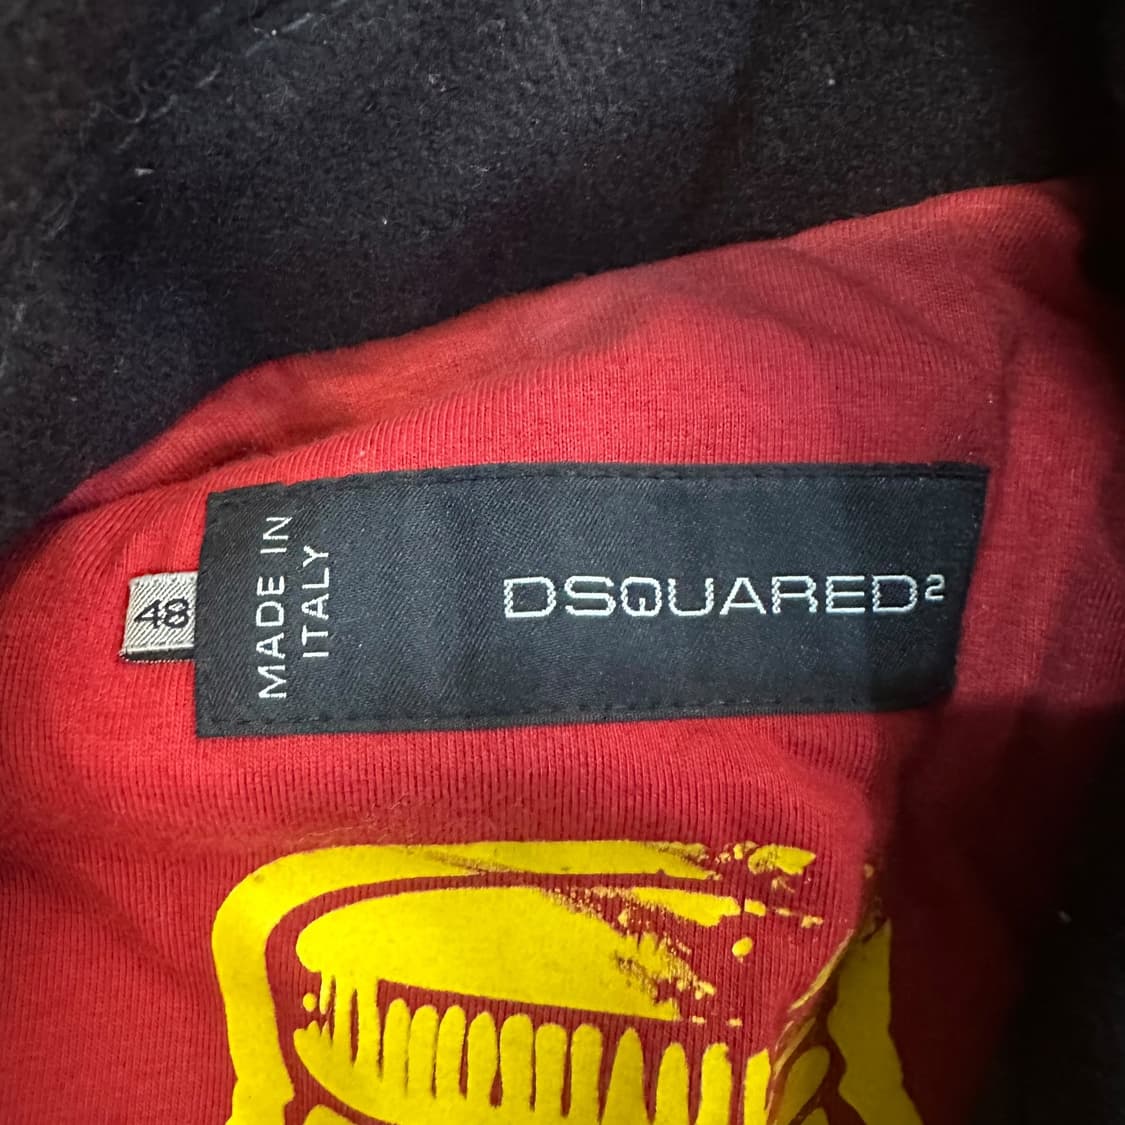 48
MADE IN
ITALY
DSQUARED²